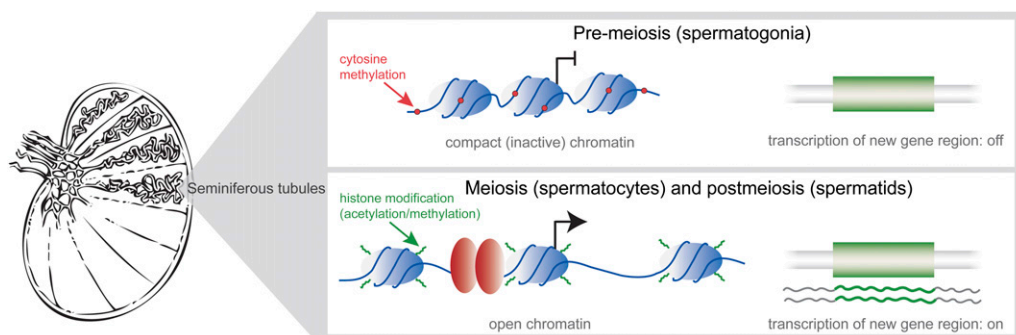 Pre-meiosis (spermatogonia)
cytosine
methylation
compact (inactive) chromatin
transcription of new gene region: off
Seminiferous tubules
Meiosis (spermatocytes) and postmeiosis (spermatids)
histone modification
(acetylation/methylation)
open chromatin
transcription of new gene region: on